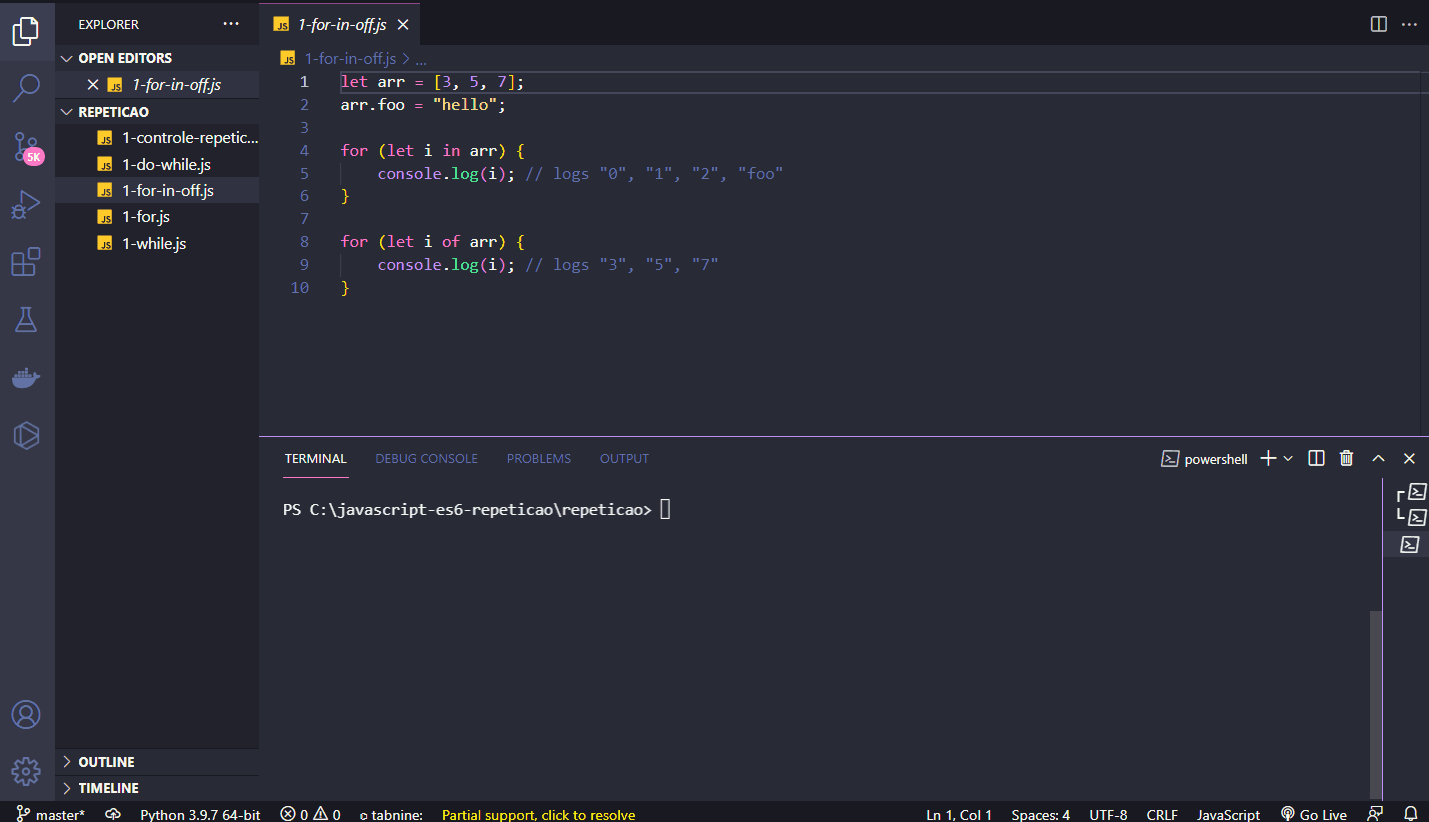 EXPLORER ...
OPEN EDITORS
JS 1-for-in-off.js
REPETICAO
JS 1-controle-repetic...
JS 1-do-while.js
JS 1-for-in-off.js
JS 1-for.js
JS 1-while.js
OUTLINE
TIMELINE
5K
JS 1-for-in-off.js
JS 1-for-in-off.js > ...
1 let arr = [3, 5, 7];
2 arr.foo = "hello";
3
4 for (let i in arr) {
5 console.log(i); // logs "0", "1", "2", "foo"
6 }
7
8 for (let i of arr) {
9 console.log(i); // logs "3", "5", "7"
10 }
TERMINAL DEBUG CONSOLE PROBLEMS OUTPUT powershell
PS C:\javascript-es6-repeticao\repeticao>
master* Python 3.9.7 64-bit 0 0 tabnine: Partial support, click to resolve Ln 1, Col 1 Spaces: 4 UTF-8 CRLF JavaScript Go Live